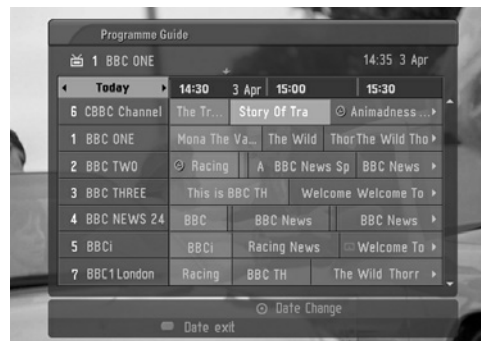 Programme Guide
1 BBC ONE 14:35 3 Apr
Today 14:30 3 Apr 15:00 15:30
6 CBBC Channel The Tr... Story Of Tra Animadness ...
1 BBC ONE Mona The Va... The Wild Thor The Wild Tho
2 BBC TWO Racing A BBC News Sp BBC News
3 BBC THREE This is BBC TH Welcome Welcome To
4 BBC NEWS 24 BBC BBC News BBC News
5 BBCi BBCi Racing News Welcome To
7 BBC1 London Racing BBC TH The Wild Thorr
Date Change
Date exit